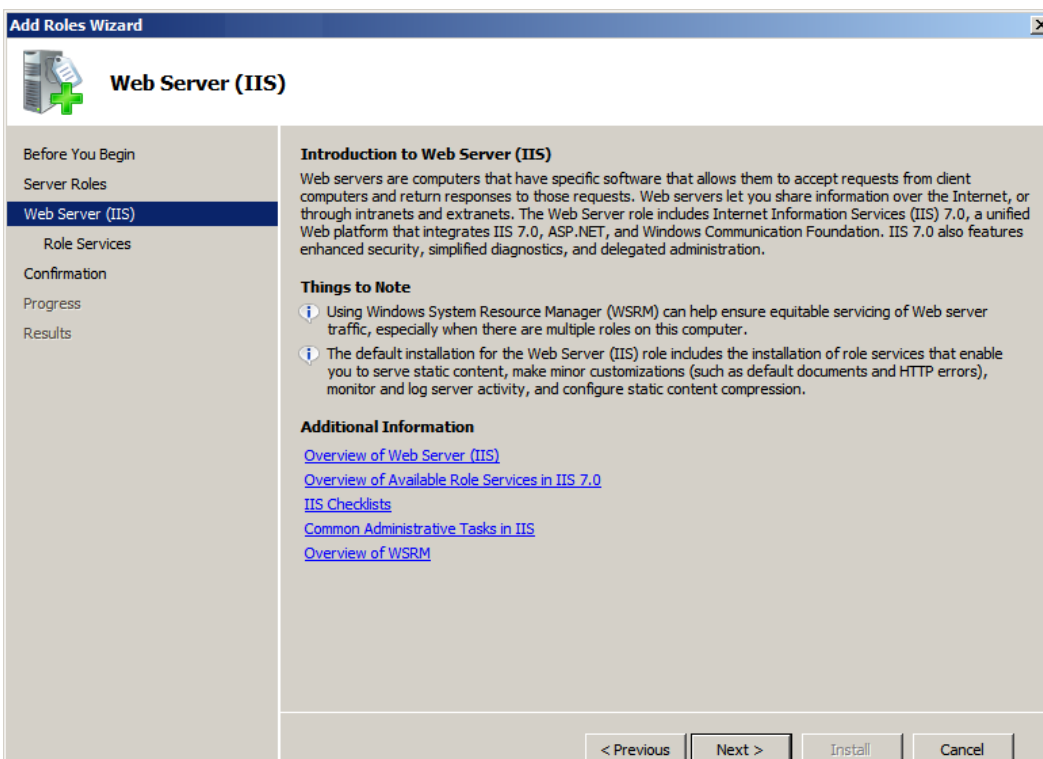 Add Roles Wizard
Web Server (IIS)
Before You Begin
Server Roles
Web Server (IIS)
Role Services
Confirmation
Progress
Results
Introduction to Web Server (IIS)
Web servers are computers that have specific software that allows them to accept requests from client
computers and return responses to those requests. Web servers let you share information over the Internet, or
through intranets and extranets. The Web Server role includes Internet Information Services (IIS) 7.0, a unified
Web platform that integrates IIS 7.0, ASP.NET, and Windows Communication Foundation. IIS 7.0 also features
enhanced security, simplified diagnostics, and delegated administration.
Things to Note
Using Windows System Resource Manager (WSRM) can help ensure equitable servicing of Web server
traffic, especially when there are multiple roles on this computer.
The default installation for the Web Server (IIS) role includes the installation of role services that enable
you to serve static content, make minor customizations (such as default documents and HTTP errors),
monitor and log server activity, and configure static content compression.
Additional Information
Overview of Web Server (IIS)
Overview of Available Role Services in IIS 7.0
IIS Checklists
Common Administrative Tasks in IIS
Overview of WSRM
< Previous
Next >
Install
Cancel